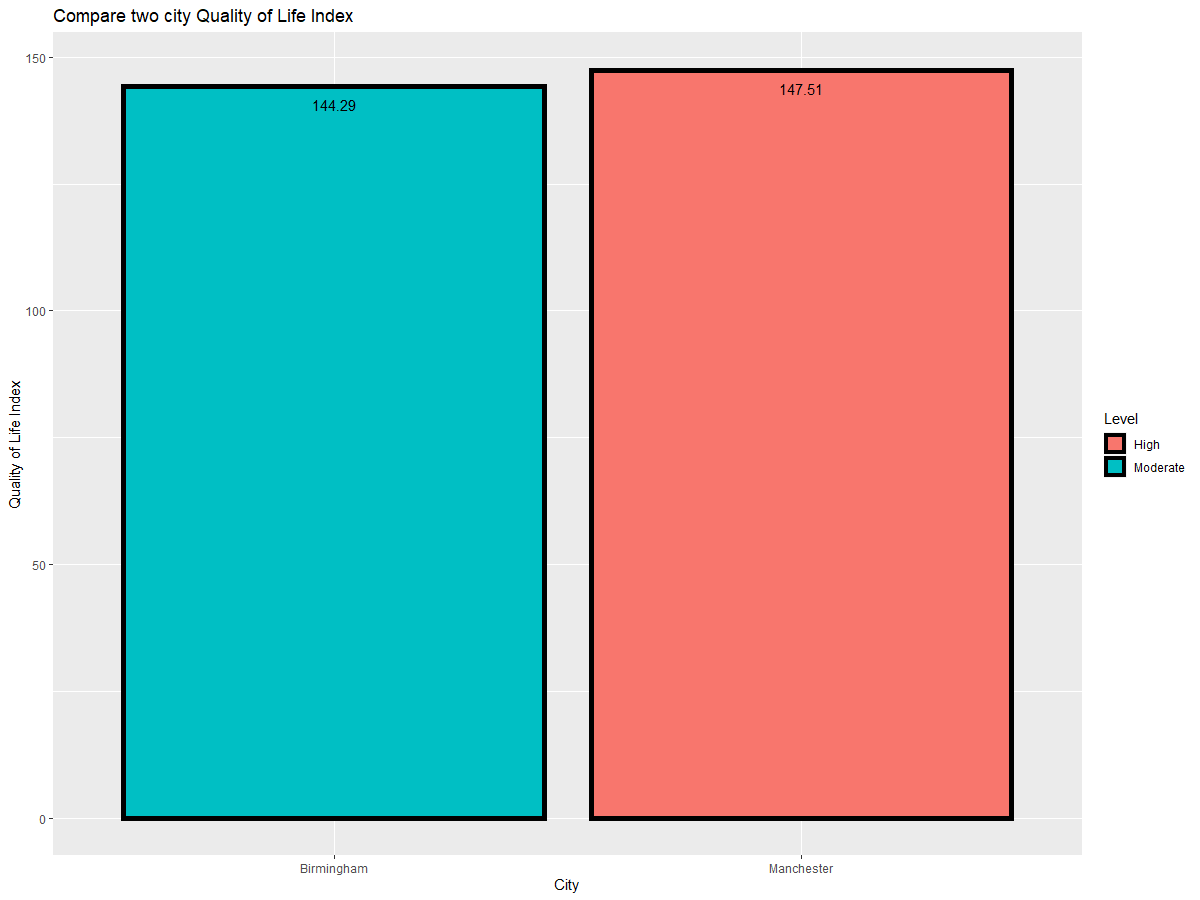 Compare two city Quality of Life Index
150
100
50
0
Quality of Life Index
144.29
147.51
Birmingham
Manchester
City
Level
High
Moderate